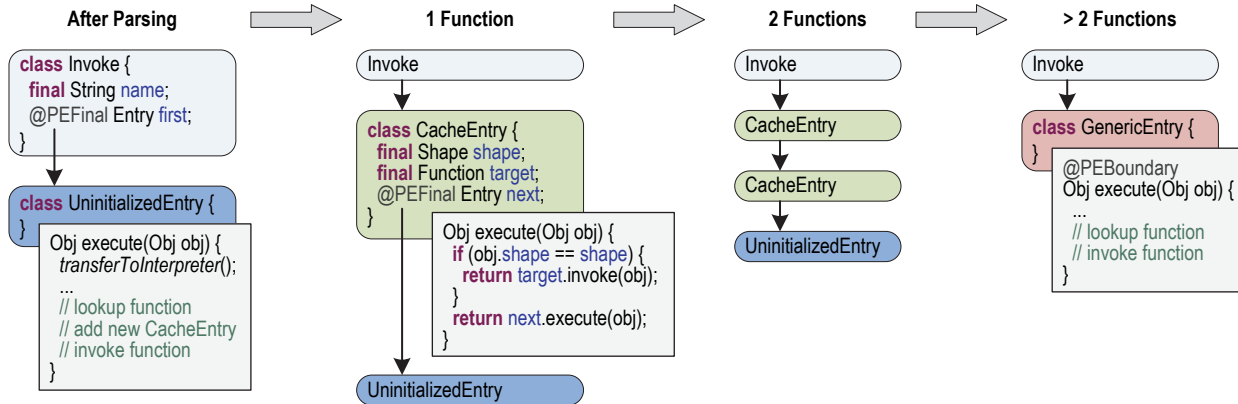 After Parsing
1 Function
2 Functions
> 2 Functions
class Invoke {
final String name;
@PEFinal Entry first;
}
class UninitializedEntry {
}
Obj execute(Obj obj) {
transferToInterpreter();
...
// lookup function
// add new CacheEntry
// invoke function
}
Invoke
class CacheEntry {
final Shape shape;
final Function target;
@PEFinal Entry next;
}
Obj execute(Obj obj) {
if (obj.shape == shape) {
return target.invoke(obj);
}
return next.execute(obj);
}
UninitializedEntry
Invoke
CacheEntry
CacheEntry
UninitializedEntry
Invoke
class GenericEntry {
}
@PEBoundary
Obj execute(Obj obj) {
...
// lookup function
// invoke function
}